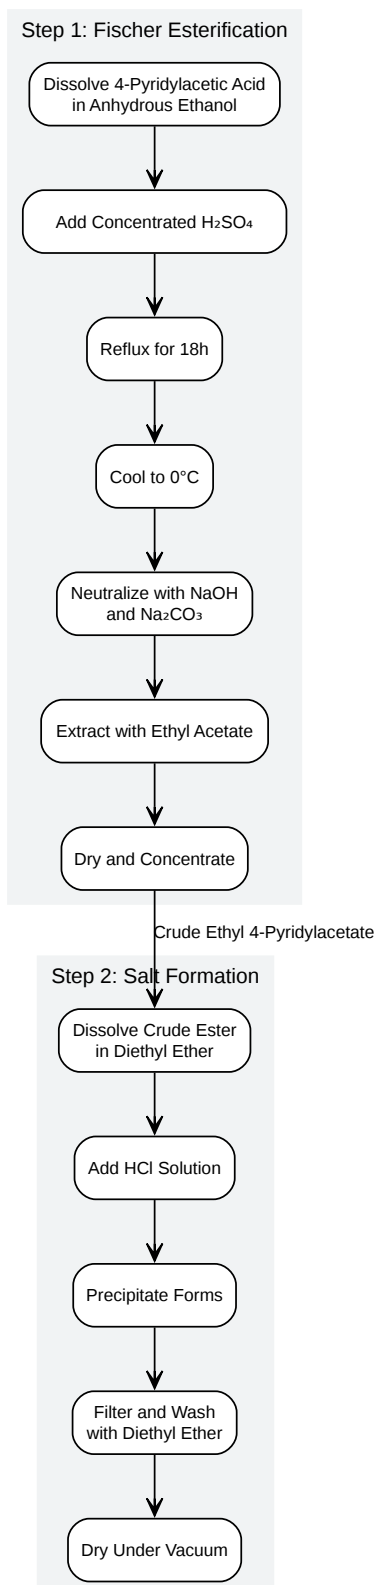 Step 1: Fischer Esterification
Dissolve 4-Pyridylacetic Acid
in Anhydrous Ethanol
Add Concentrated H₂SO₄
Reflux for 18h
Cool to 0°C
Neutralize with NaOH
and Na₂CO₃
Extract with Ethyl Acetate
Dry and Concentrate
Crude Ethyl 4-Pyridylacetate
Step 2: Salt Formation
Dissolve Crude Ester
in Diethyl Ether
Add HCl Solution
Precipitate Forms
Filter and Wash
with Diethyl Ether
Dry Under Vacuum